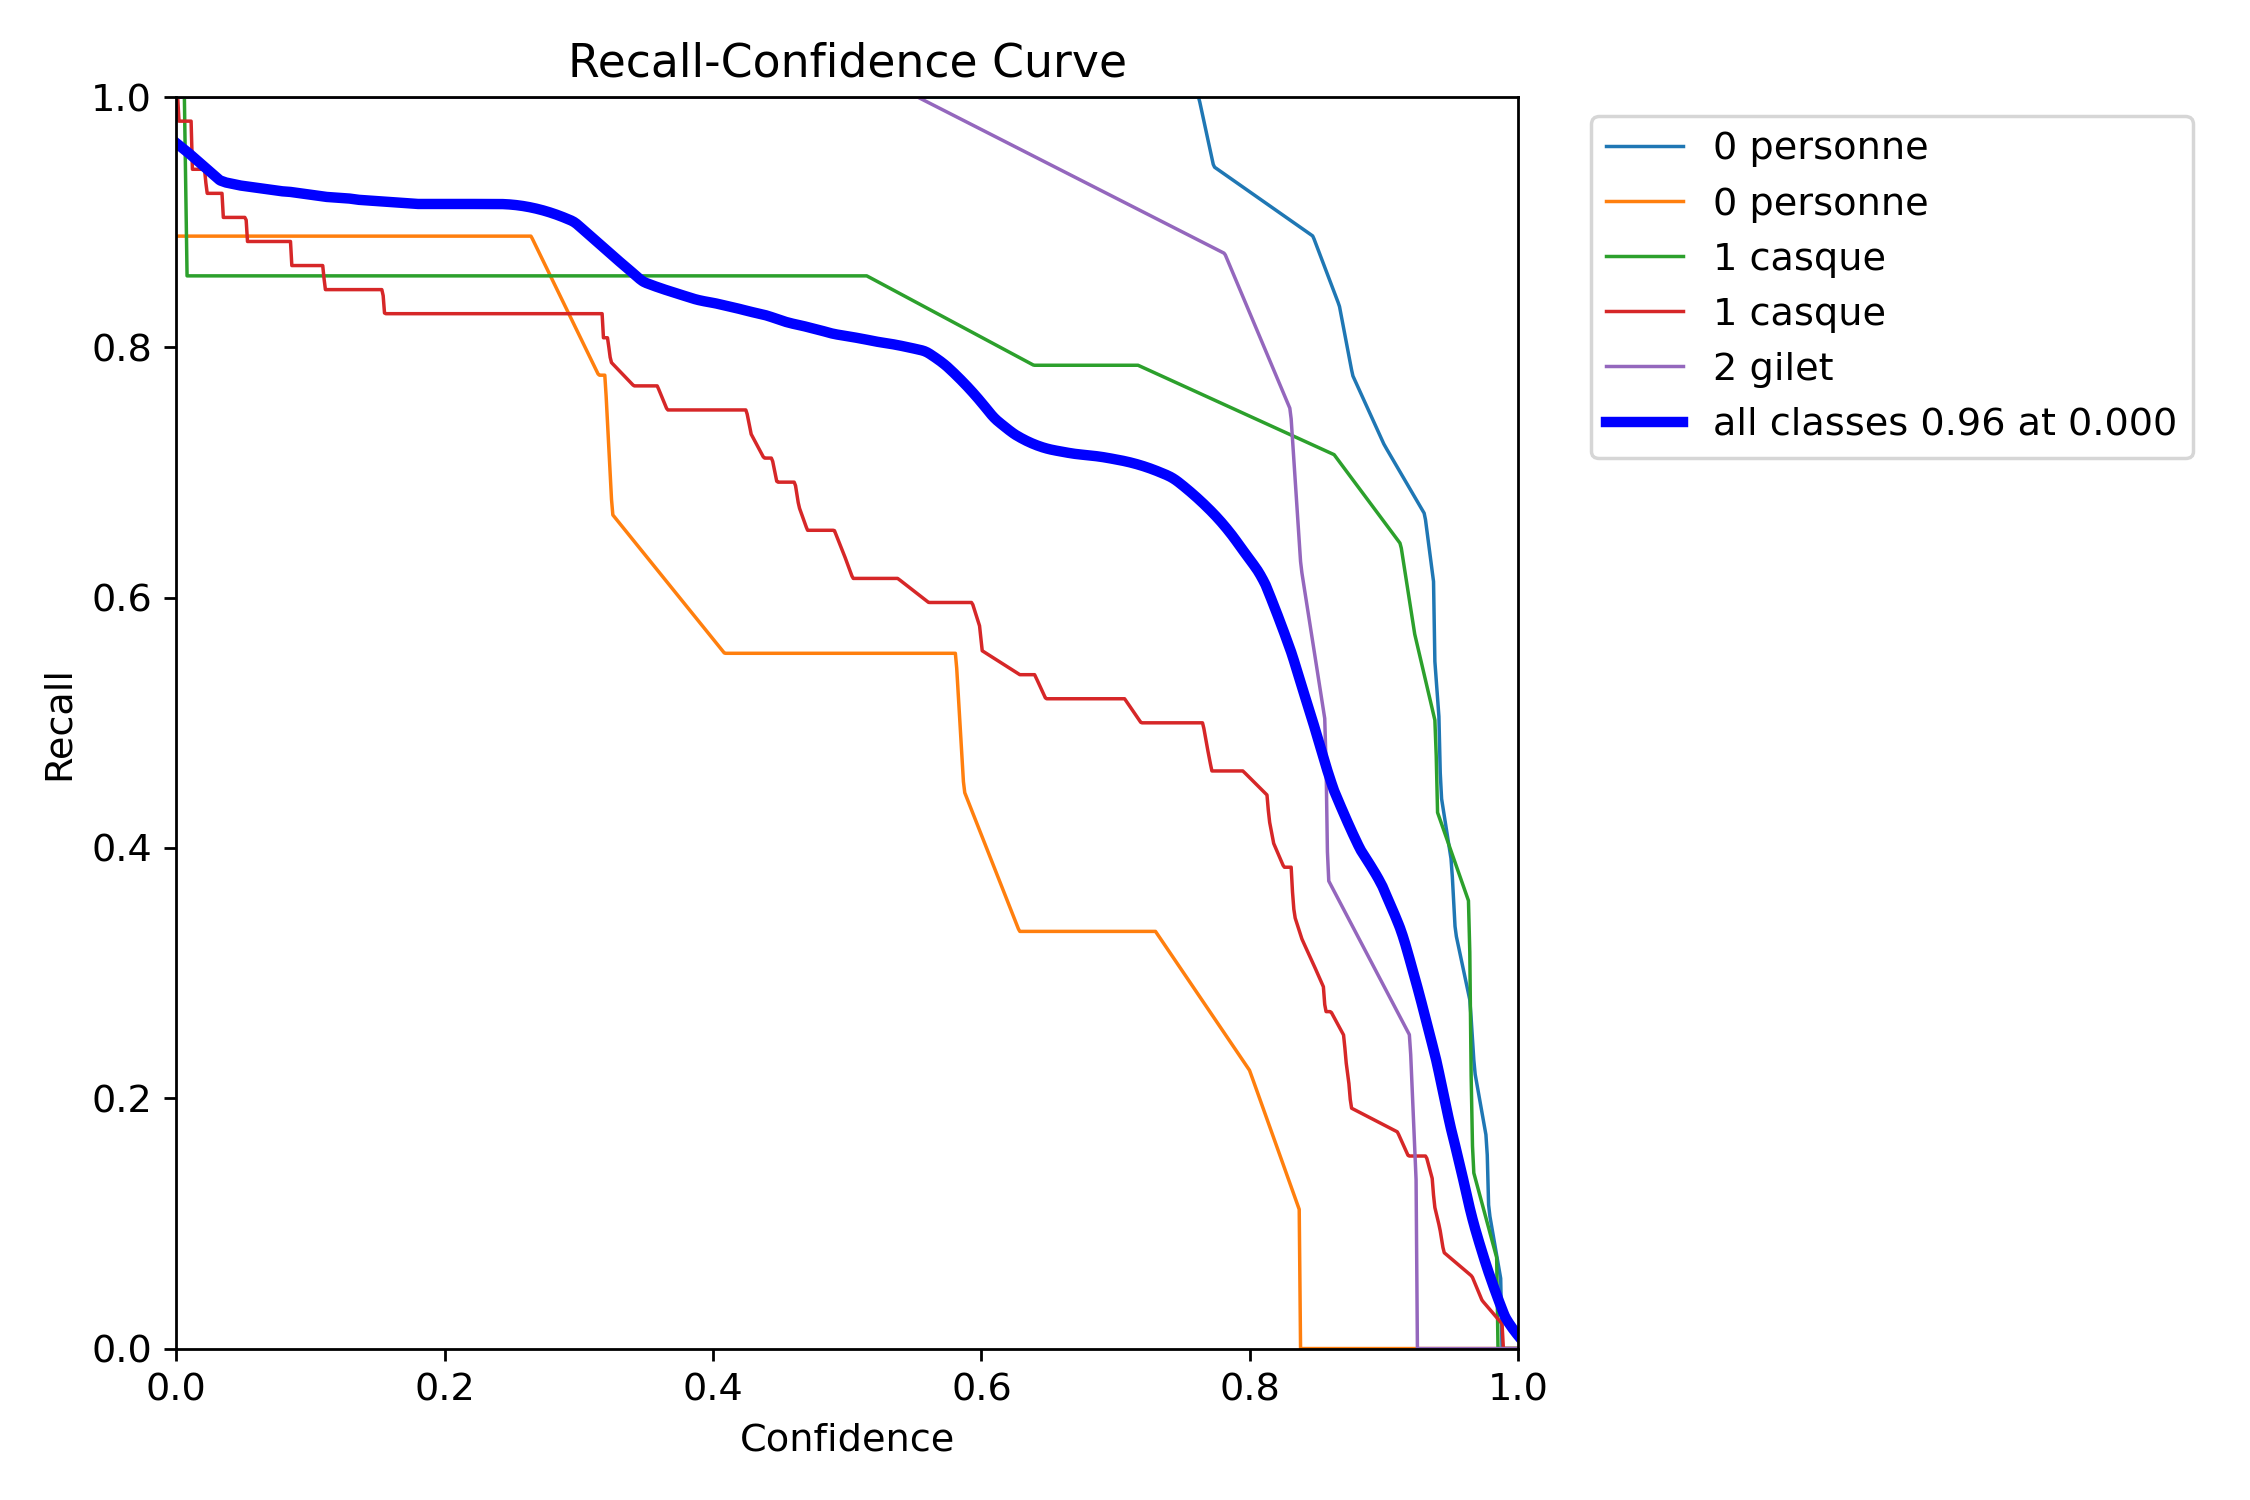 Recall-Confidence Curve
1.0
0.8
0.6
0.4
0.2
0.0
Recall
0.0 0.2 0.4 0.6 0.8 1.0
Confidence
0 personne
0 personne
1 casque
1 casque
2 gilet
all classes 0.96 at 0.000